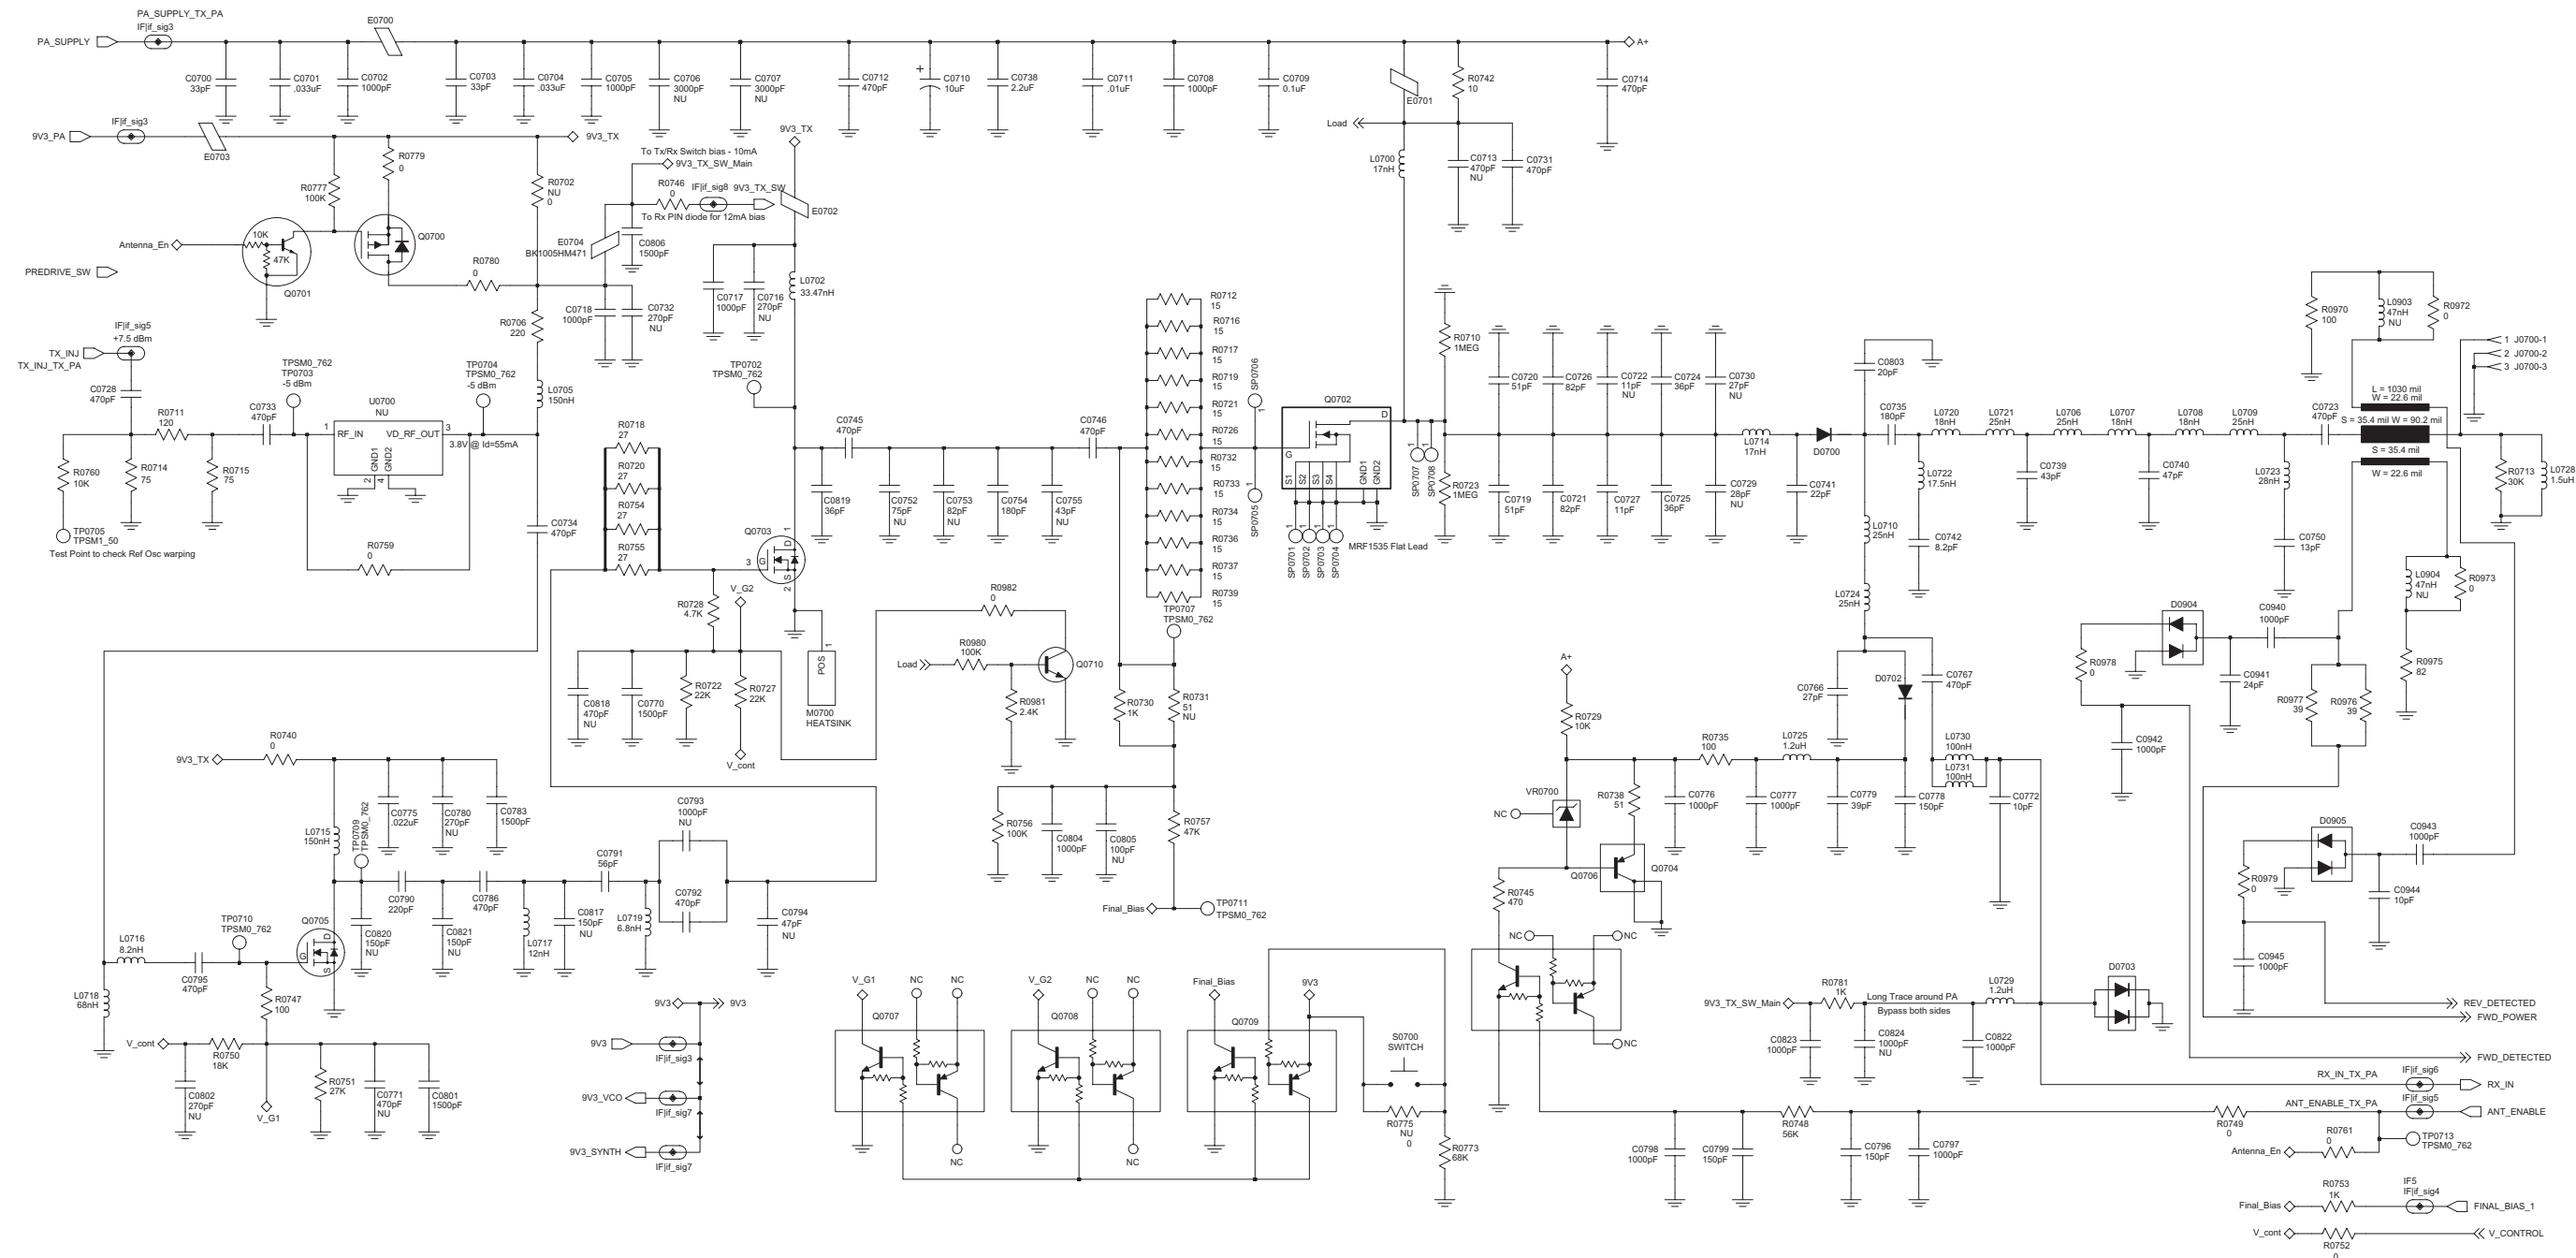 PA_SUPPLY_TX_PA
IF|if_sig3
E0700
PA_SUPPLY
A+
C0700
33pF
C0701
.033uF
C0702
1000pF
C0703
33pF
C0704
.033uF
C0705
1000pF
C0706
3000pF
NU
C0707
3000pF
NU
C0712
470pF
+
C0710
10uF
C0738
2.2uF
C0711
.01uF
C0708
1000pF
C0709
0.1uF
E0701
R0742
10
C0714
470pF
9V3_PA
IF|if_sig3
E0703
9V3_TX
R0777
100K
R0779
0
R0702
NU
0
To Tx/Rx Switch bias - 10mA
9V3_TX_SW_Main
R0746
0
IF|if_sig8
9V3_TX_SW
To Rx PIN diode for 12mA bias
9V3_TX
E0702
Load
L0700
17nH
C0713
470pF
NU
C0731
470pF
Antenna_En
10K
47K
Q0701
Q0700
PREDRIVE_SW
R0780
0
E0704
BK1005HM471
C0806
1500pF
C0718
1000pF
C0732
270pF
NU
C0717
1000pF
C0716
270pF
NU
L0702
33.47nH
R0706
220
IF|if_sig5
+7.5 dBm
TX_INJ
TX_INJ_TX_PA
C0728
470pF
R0711
120
C0733
470pF
TPSM0_762
TP0703
-5 dBm
U0700
NU
1
RF_IN
VD_RF_OUT
3
GND1
GND2
2
4
3.8V @ Id=55mA
TP0704
TPSM0_762
-5 dBm
L0705
150nH
R0760
10K
R0714
75
R0715
75
TP0705
TPSM1_50
Test Point to check Ref Osc warping
R0759
0
C0734
470pF
R0718
27
R0720
27
R0754
27
R0755
27
TP0702
TPSM0_762
C0745
470pF
C0746
470pF
C0819
36pF
C0752
75pF
NU
C0753
82pF
NU
C0754
180pF
C0755
43pF
NU
R0712
15
R0716
15
R0717
15
R0719
15
R0721
15
R0726
15
R0732
15
R0733
15
R0734
15
R0736
15
R0737
15
R0739
15
TP0707
TPSM0_762
SP0706
1
SP0705
1
Q0702
D
G
S1
S2
S3
S4
GND1
GND2
SP0701
SP0702
SP0703
SP0704
1
1
1
1
MRF1535 Flat Lead
SP0707
SP0708
1
1
R0710
1MEG
R0723
1MEG
C0720
51pF
C0726
82pF
C0722
11pF
NU
C0724
36pF
C0730
27pF
NU
C0719
51pF
C0721
82pF
C0727
11pF
C0725
36pF
C0729
28pF
NU
L0714
17nH
C0741
22pF
D0700
C0803
20pF
C0735
180pF
L0720
18nH
L0721
25nH
L0706
25nH
L0707
18nH
L0708
18nH
L0709
25nH
C0723
470pF
R0970
100
L0903
47nH
NU
R0972
0
1 J0700-1
2 J0700-2
3 J0700-3
L = 1030 mil
W = 22.6 mil
S = 35.4 mil W = 90.2 mil
S = 35.4 mil
W = 22.6 mil
L0722
17.5nH
C0742
8.2pF
C0739
43pF
C0740
47pF
L0723
28nH
C0750
13pF
R0713
30K
L0728
1.5uH
L0710
25nH
L0724
25nH
Q0703
3
G
D
1
S
2
R0728
4.7K
V_G2
POS
1
M0700
HEATSINK
C0818
470pF
NU
C0770
1500pF
R0722
22K
R0727
22K
V_cont
R0982
0
Load
R0980
100K
Q0710
R0981
2.4K
R0730
1K
R0731
51
NU
R0756
100K
C0804
1000pF
C0805
100pF
NU
R0757
47K
Final_Bias
TP0711
TPSM0_762
A+
R0729
10K
NC
VR0700
R0738
51
C0776
1000pF
R0735
100
C0777
1000pF
L0725
1.2uH
C0779
39pF
C0778
150pF
C0766
27pF
D0702
C0767
470pF
L0730
100nH
L0731
100nH
C0772
10pF
Q0706
Q0704
R0745
470
NC
NC
NC
D0904
C0940
1000pF
C0941
24pF
R0978
0
C0942
1000pF
R0977
39
R0976
39
L0904
47nH
NU
R0973
0
R0975
82
D0905
C0943
1000pF
C0944
10pF
R0979
0
C0945
1000pF
REV_DETECTED
FWD_POWER
FWD_DETECTED
9V3_TX
R0740
0
L0715
150nH
TP0709
TPSM0_762
C0775
.022uF
C0780
270pF
NU
C0783
1500pF
C0790
220pF
C0786
470pF
C0820
150pF
NU
C0821
150pF
NU
L0717
12nH
C0817
150pF
NU
C0791
56pF
L0719
6.8nH
C0793
1000pF
NU
C0792
470pF
C0794
47pF
NU
TP0710
TPSM0_762
Q0705
G
D
S
L0716
8.2nH
C0795
470pF
L0718
68nH
R0747
100
V_cont
R0750
18K
C0802
270pF
NU
V_G1
R0751
27K
C0771
470pF
NU
C0801
1500pF
9V3
9V3
9V3
IF|if_sig3
9V3_VCO
IF|if_sig7
9V3_SYNTH
IF|if_sig7
V_G1
NC
NC
Q0707
NC
V_G2
NC
NC
Q0708
NC
Final_Bias
9V3
Q0709
S0700
SWITCH
R0775
NU
0
R0773
68K
9V3_TX_SW_Main
R0781
1K
Long Trace around PA
Bypass both sides
L0729
1.2uH
D0703
C0823
1000pF
C0824
1000pF
NU
C0822
1000pF
RX_IN_TX_PA
IF|if_sig6
RX_IN
ANT_ENABLE_TX_PA
IF|if_sig5
ANT_ENABLE
R0748
56K
C0798
1000pF
C0799
150pF
C0796
150pF
C0797
1000pF
R0749
0
R0761
0
Antenna_En
TP0713
TPSM0_762
Final_Bias
R0753
1K
IF5
IF|if_sig4
FINAL_BIAS_1
V_cont
R0752
0
V_CONTROL